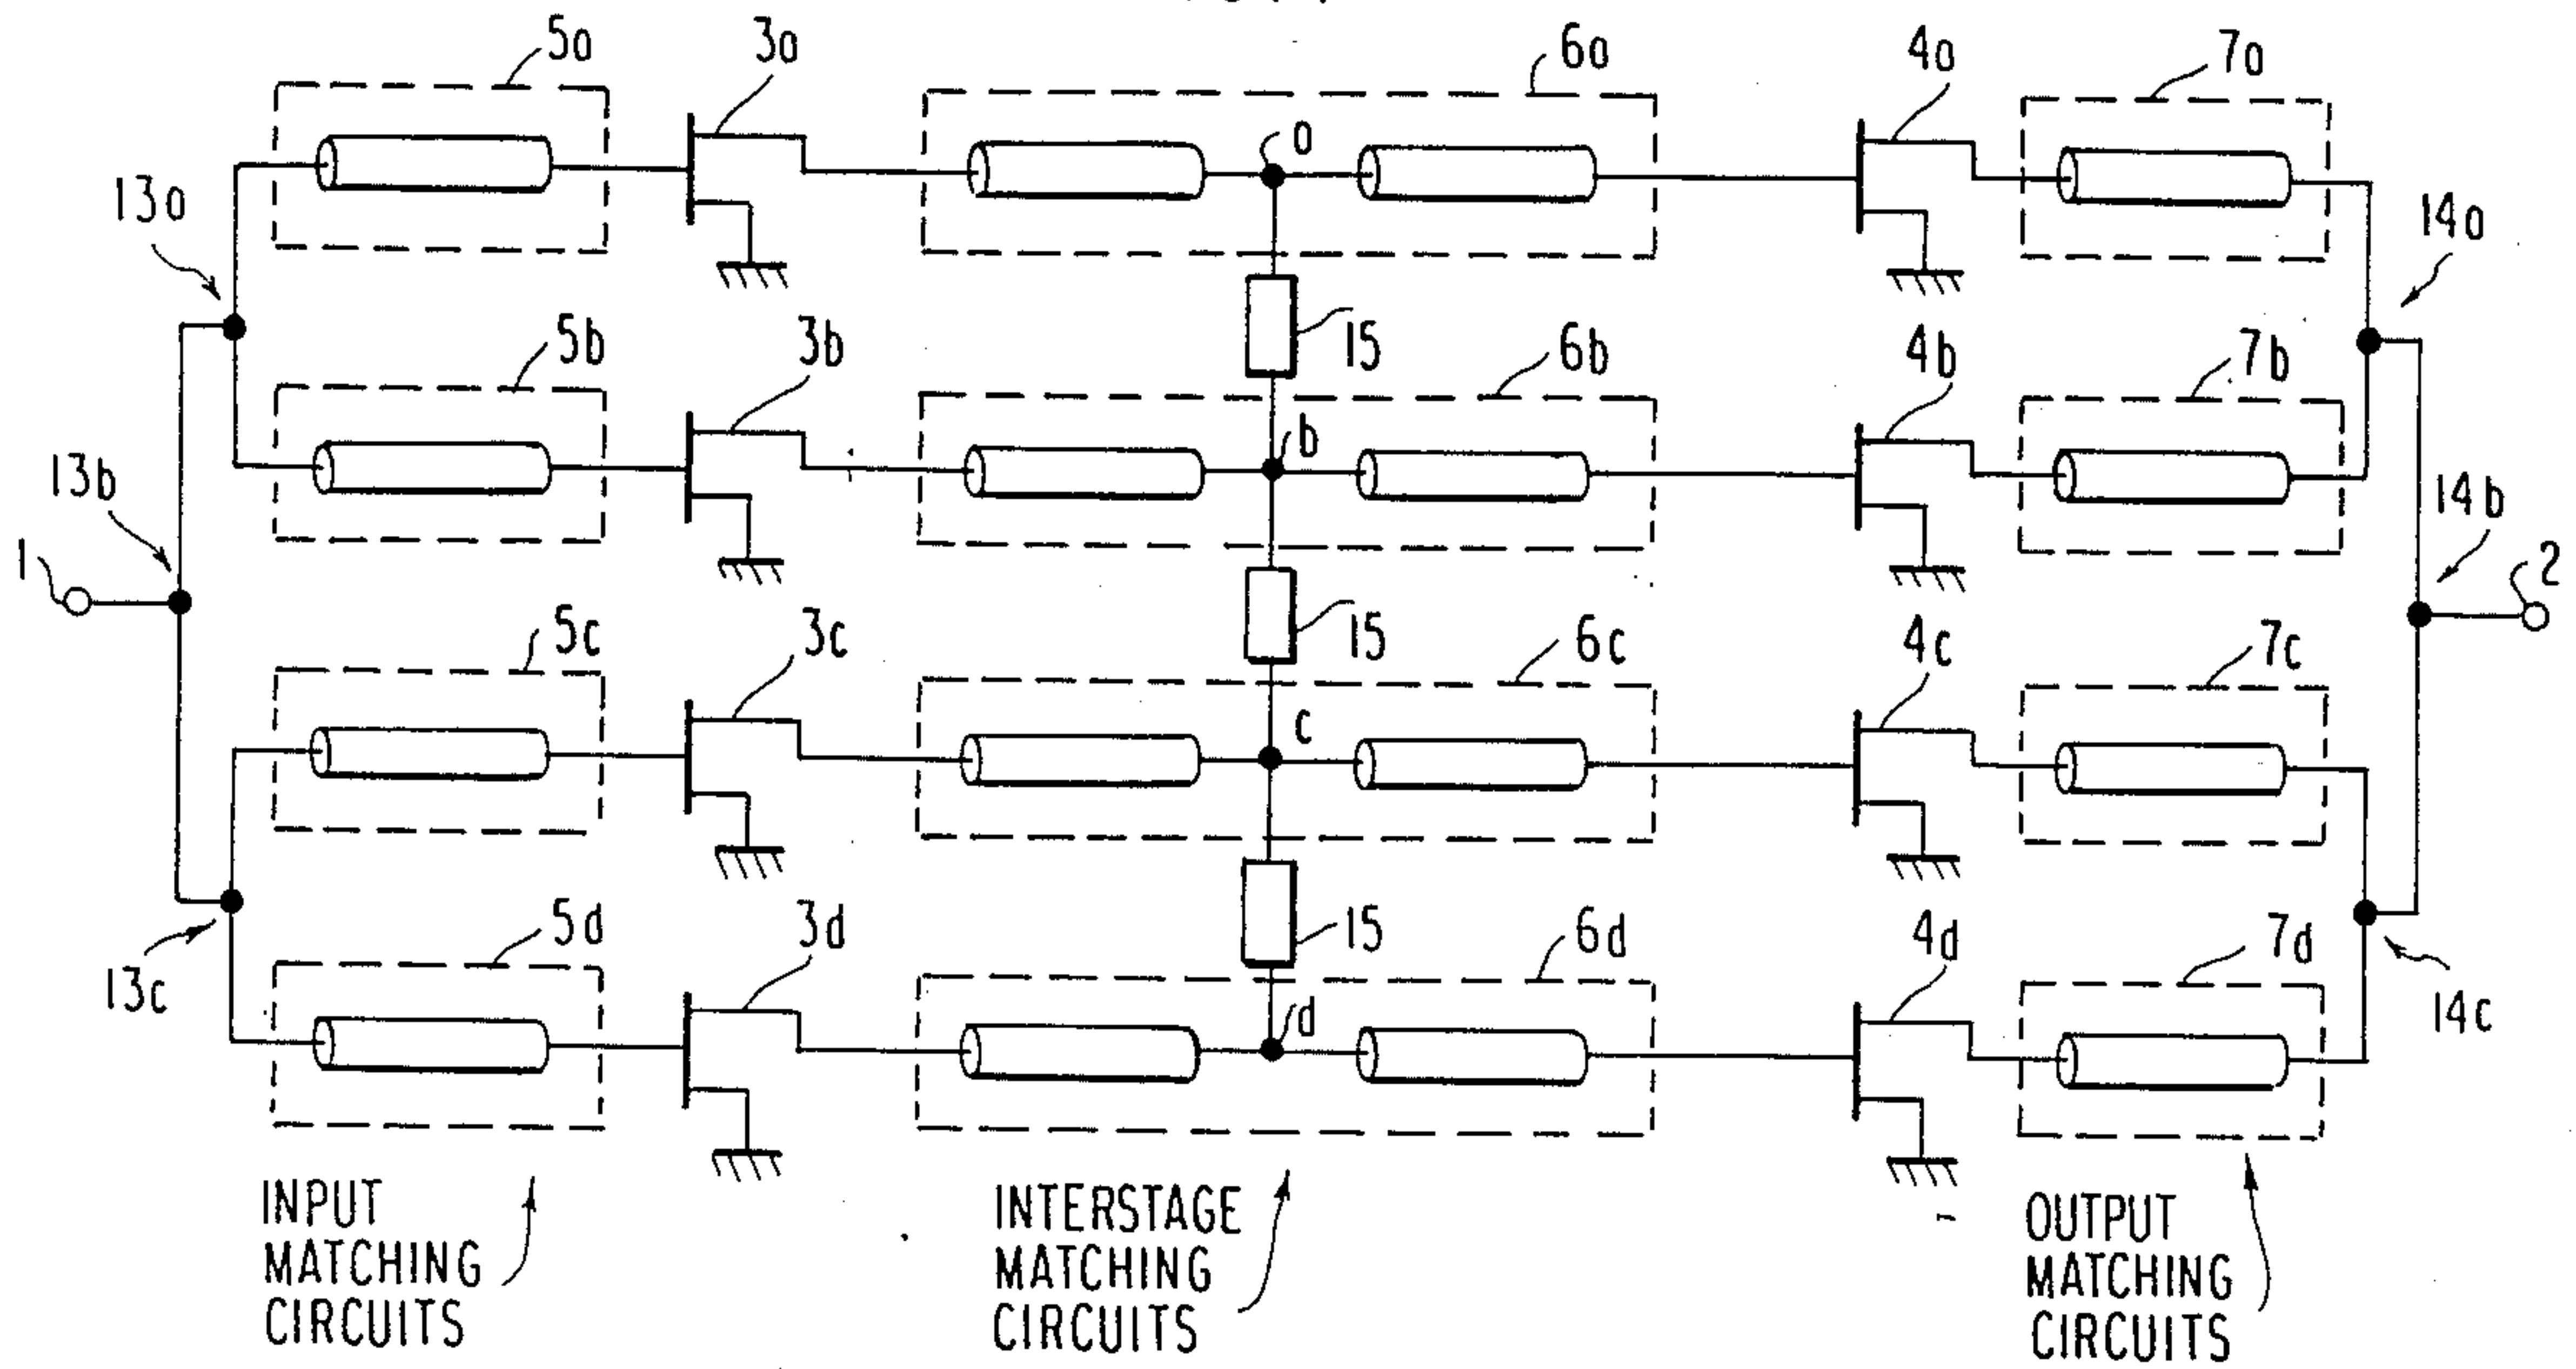 5a
3a
6a
4a
7a
a
13a
14a
15
5b
3b
6b
4b
7b
b
13b
14b
1
2
15
5c
3c
6c
4c
7c
c
15
13c
5d
3d
6d
4d
7d
d
14c
INPUT
MATCHING
CIRCUITS
INTERSTAGE
MATCHING
CIRCUITS
OUTPUT
MATCHING
CIRCUITS